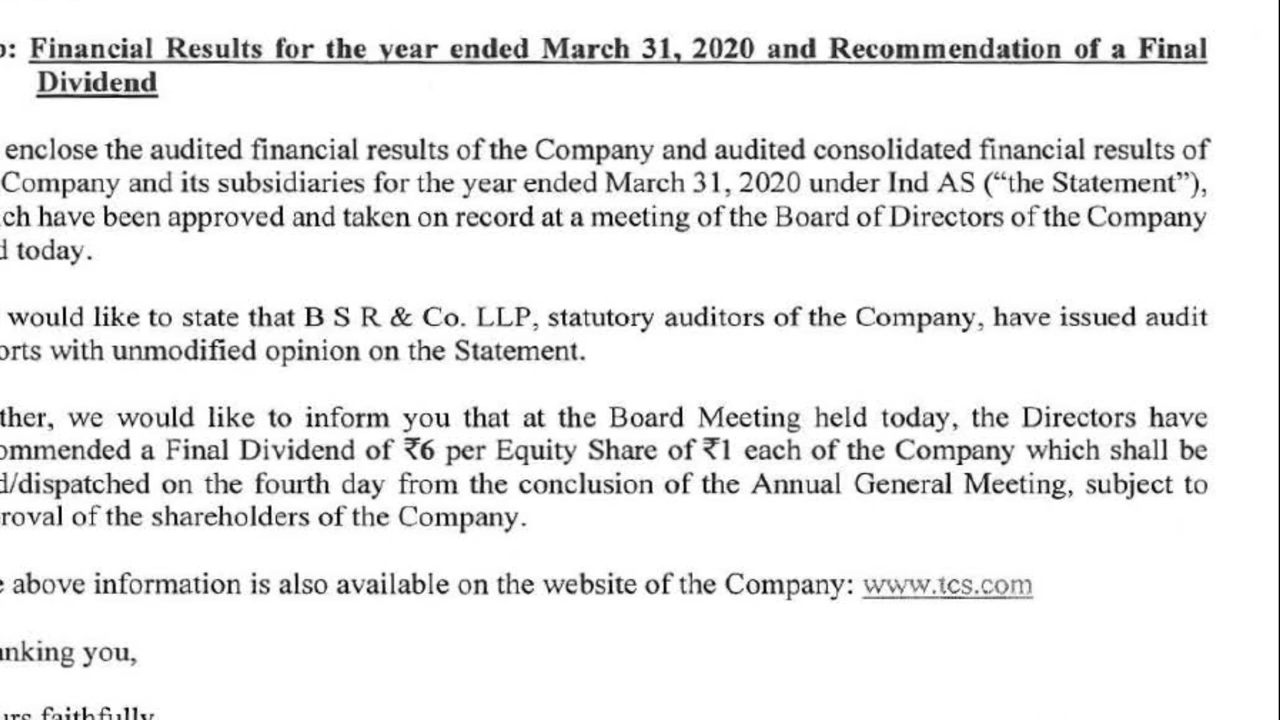 : Financial Results for the year ended March 31, 2020 and Recommendation of a Final
Dividend
enclose the audited financial results of the Company and audited consolidated financial results of
Company and its subsidiaries for the year ended March 31, 2020 under Ind AS (“the Statement”),
ch have been approved and taken on record at a meeting of the Board of Directors of the Company
d today.
would like to state that B S R & Co. LLP, statutory auditors of the Company, have issued audit
orts with unmodified opinion on the Statement.
ther, we would like to inform you that at the Board Meeting held today, the Directors have
ommended a Final Dividend of ₹6 per Equity Share of ₹1 each of the Company which shall be
d/dispatched on the fourth day from the conclusion of the Annual General Meeting, subject to
roval of the shareholders of the Company.
e above information is also available on the website of the Company: www.tcs.com
anking you,
urs faithfully